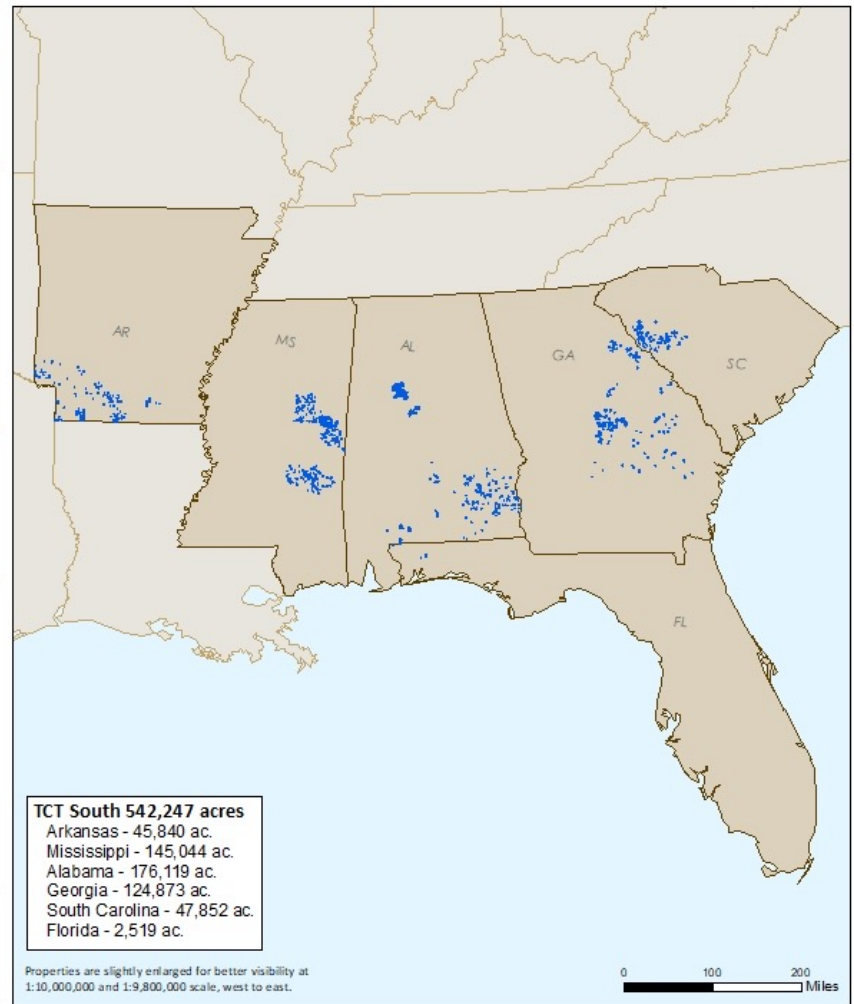 AR
MS
AL
GA
SC
FL
TCT South 542,247 acres
Arkansas - 45,840 ac.
Mississippi - 145,044 ac.
Alabama - 176,119 ac.
Georgia - 124,873 ac.
South Carolina - 47,852 ac.
Florida - 2,519 ac.
Properties are slightly enlarged for better visibility at
1:10,000,000 and 1:9,800,000 scale, west to east.
0 100 200
Miles